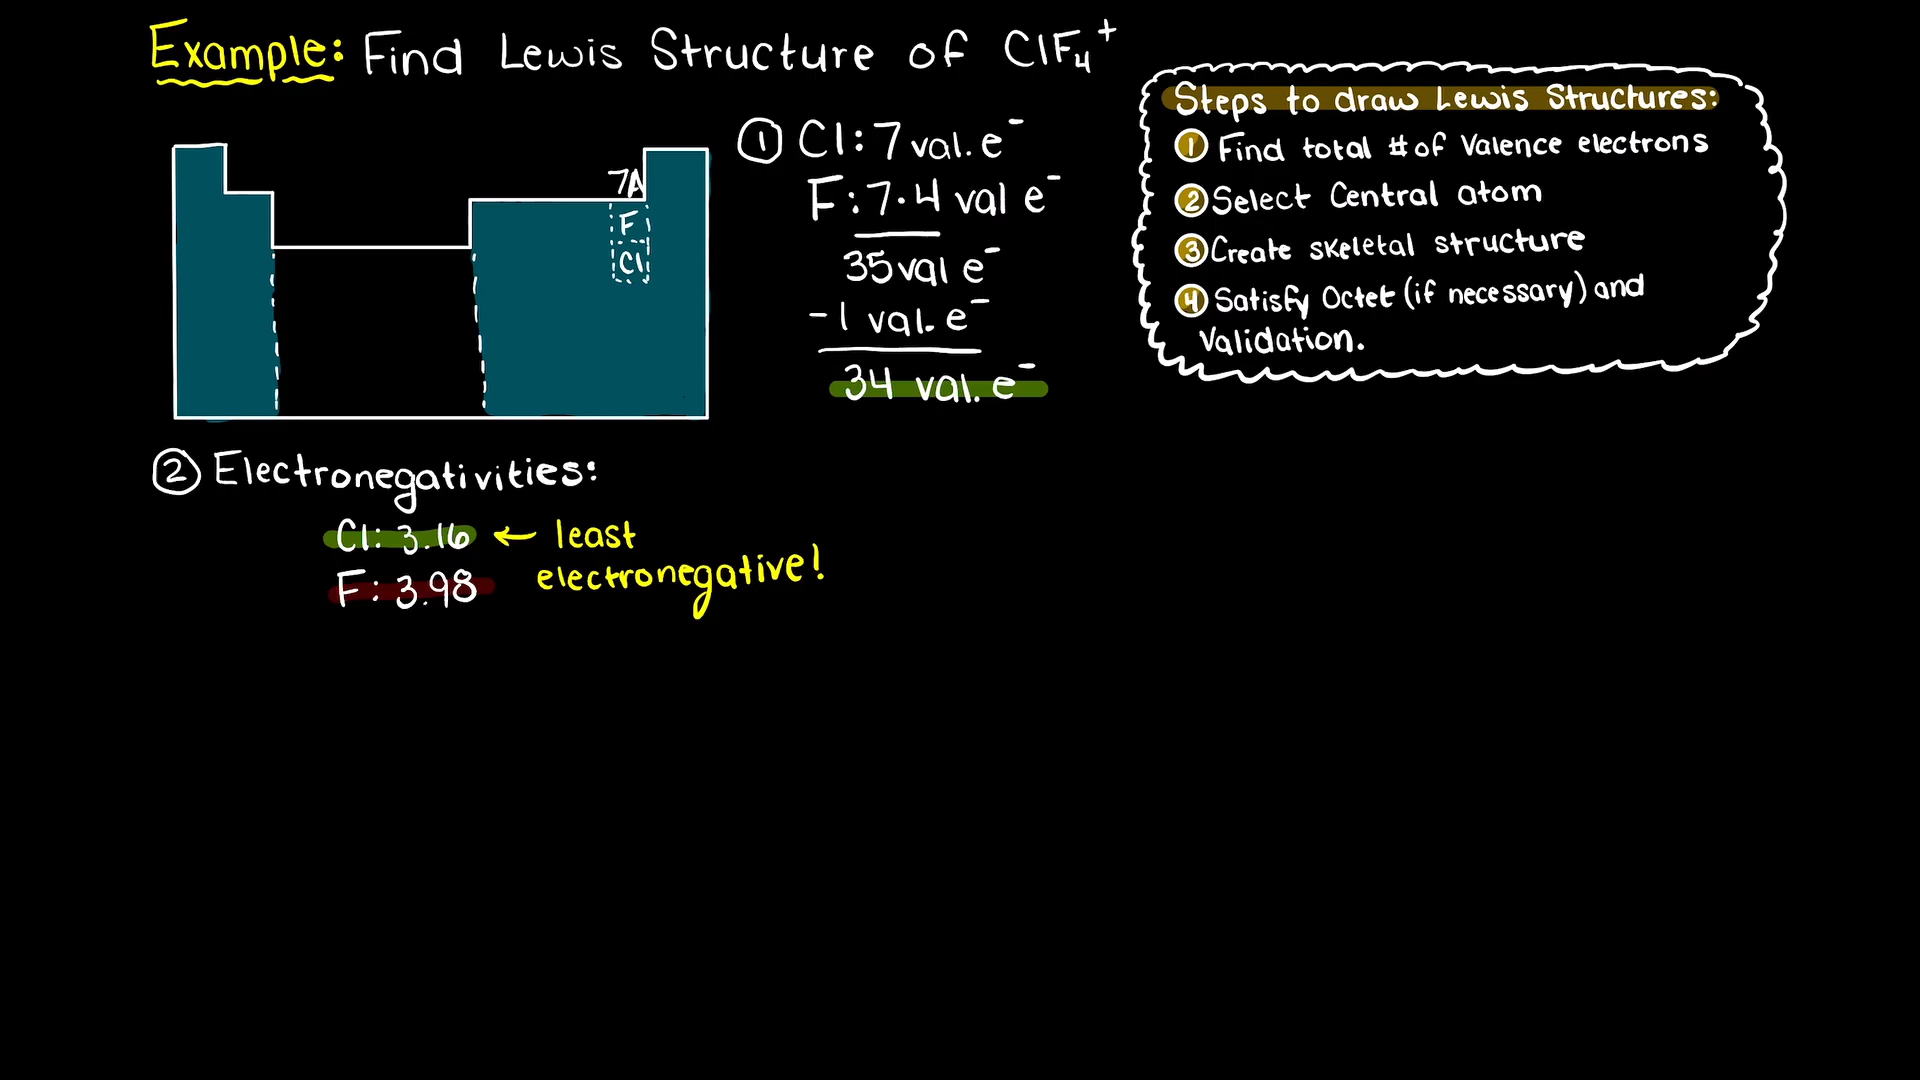 Example: Find Lewis Structure of ClF₄⁺
Steps to draw Lewis Structures:
① Find total # of Valence electrons
② Select Central atom
③ Create skeletal structure
④ Satisfy Octet (if necessary) and
Validation.
7A
F
Cl
① Cl: 7 val. e⁻
F: 7·4 val e⁻
35 val e⁻
-1 val. e⁻
34 val. e⁻
② Electronegativities:
Cl: 3.16 ← least
electronegative!
F: 3.98